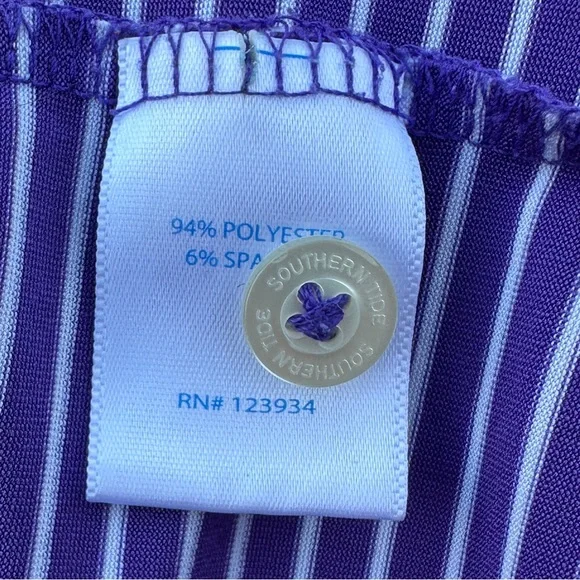 94% POLYESTER
6% SPA
SOUTHERN TIDE
SOUTHERN TIDE
RN# 123934